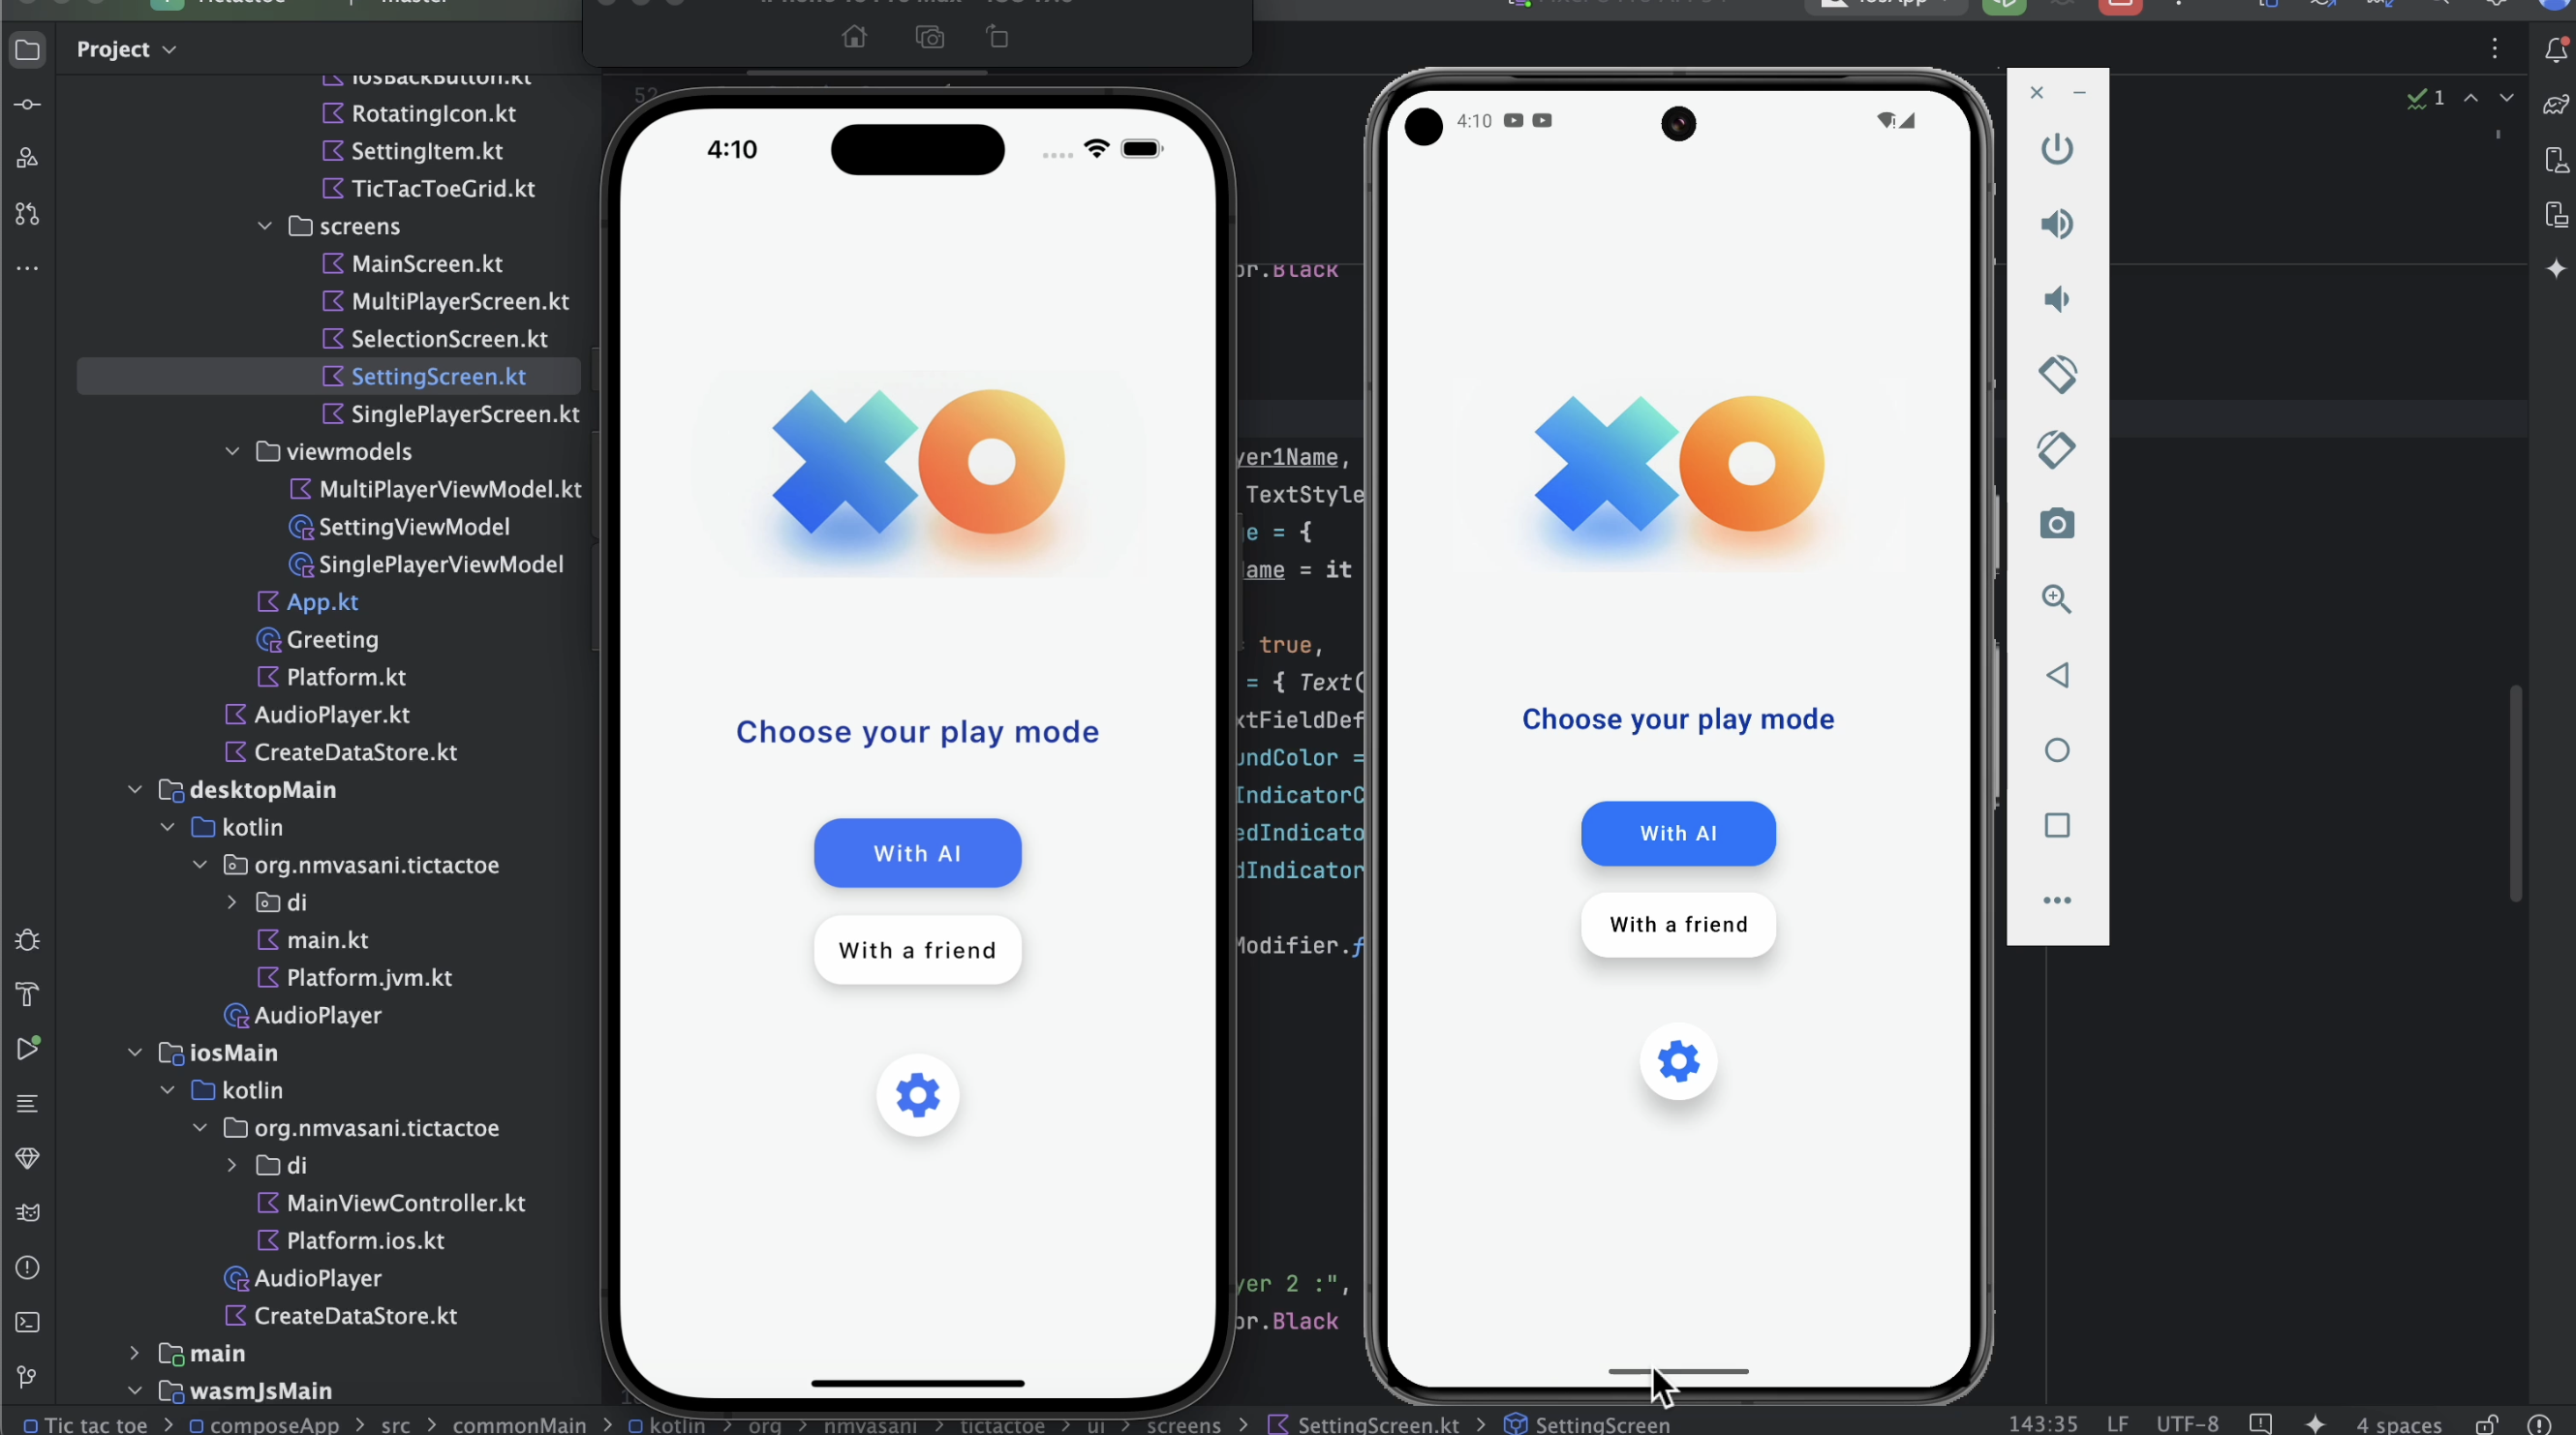 Project
IosBackButton.kt
RotatingIcon.kt
SettingItem.kt
TicTacToeGrid.kt
screens
MainScreen.kt
MultiPlayerScreen.kt
SelectionScreen.kt
SettingScreen.kt
SinglePlayerScreen.kt
viewmodels
MultiPlayerViewModel.kt
SettingViewModel
SinglePlayerViewModel
App.kt
Greeting
Platform.kt
AudioPlayer.kt
CreateDataStore.kt
desktopMain
kotlin
org.nmvasani.tictactoe
di
main.kt
Platform.jvm.kt
AudioPlayer
iosMain
kotlin
org.nmvasani.tictactoe
di
MainViewController.kt
Platform.ios.kt
AudioPlayer
CreateDataStore.kt
main
wasmJsMain
52
4:10
XO
Choose your play mode
With AI
With a friend
or.Black
yer1Name,
TextStyle
e = {
ame = it
true,
= { Text(
xtFieldDef
undColor =
IndicatorC
edIndicato
dIndicator
Modifier.f
yer 2 :",
or.Black
4:10
XO
Choose your play mode
With AI
With a friend
1
Tic tac toe > composeApp > src > commonMain > kotlin > org > nmvasani > tictactoe > ui > screens > SettingScreen.kt > SettingScreen
143:35 LF UTF-8 4 spaces